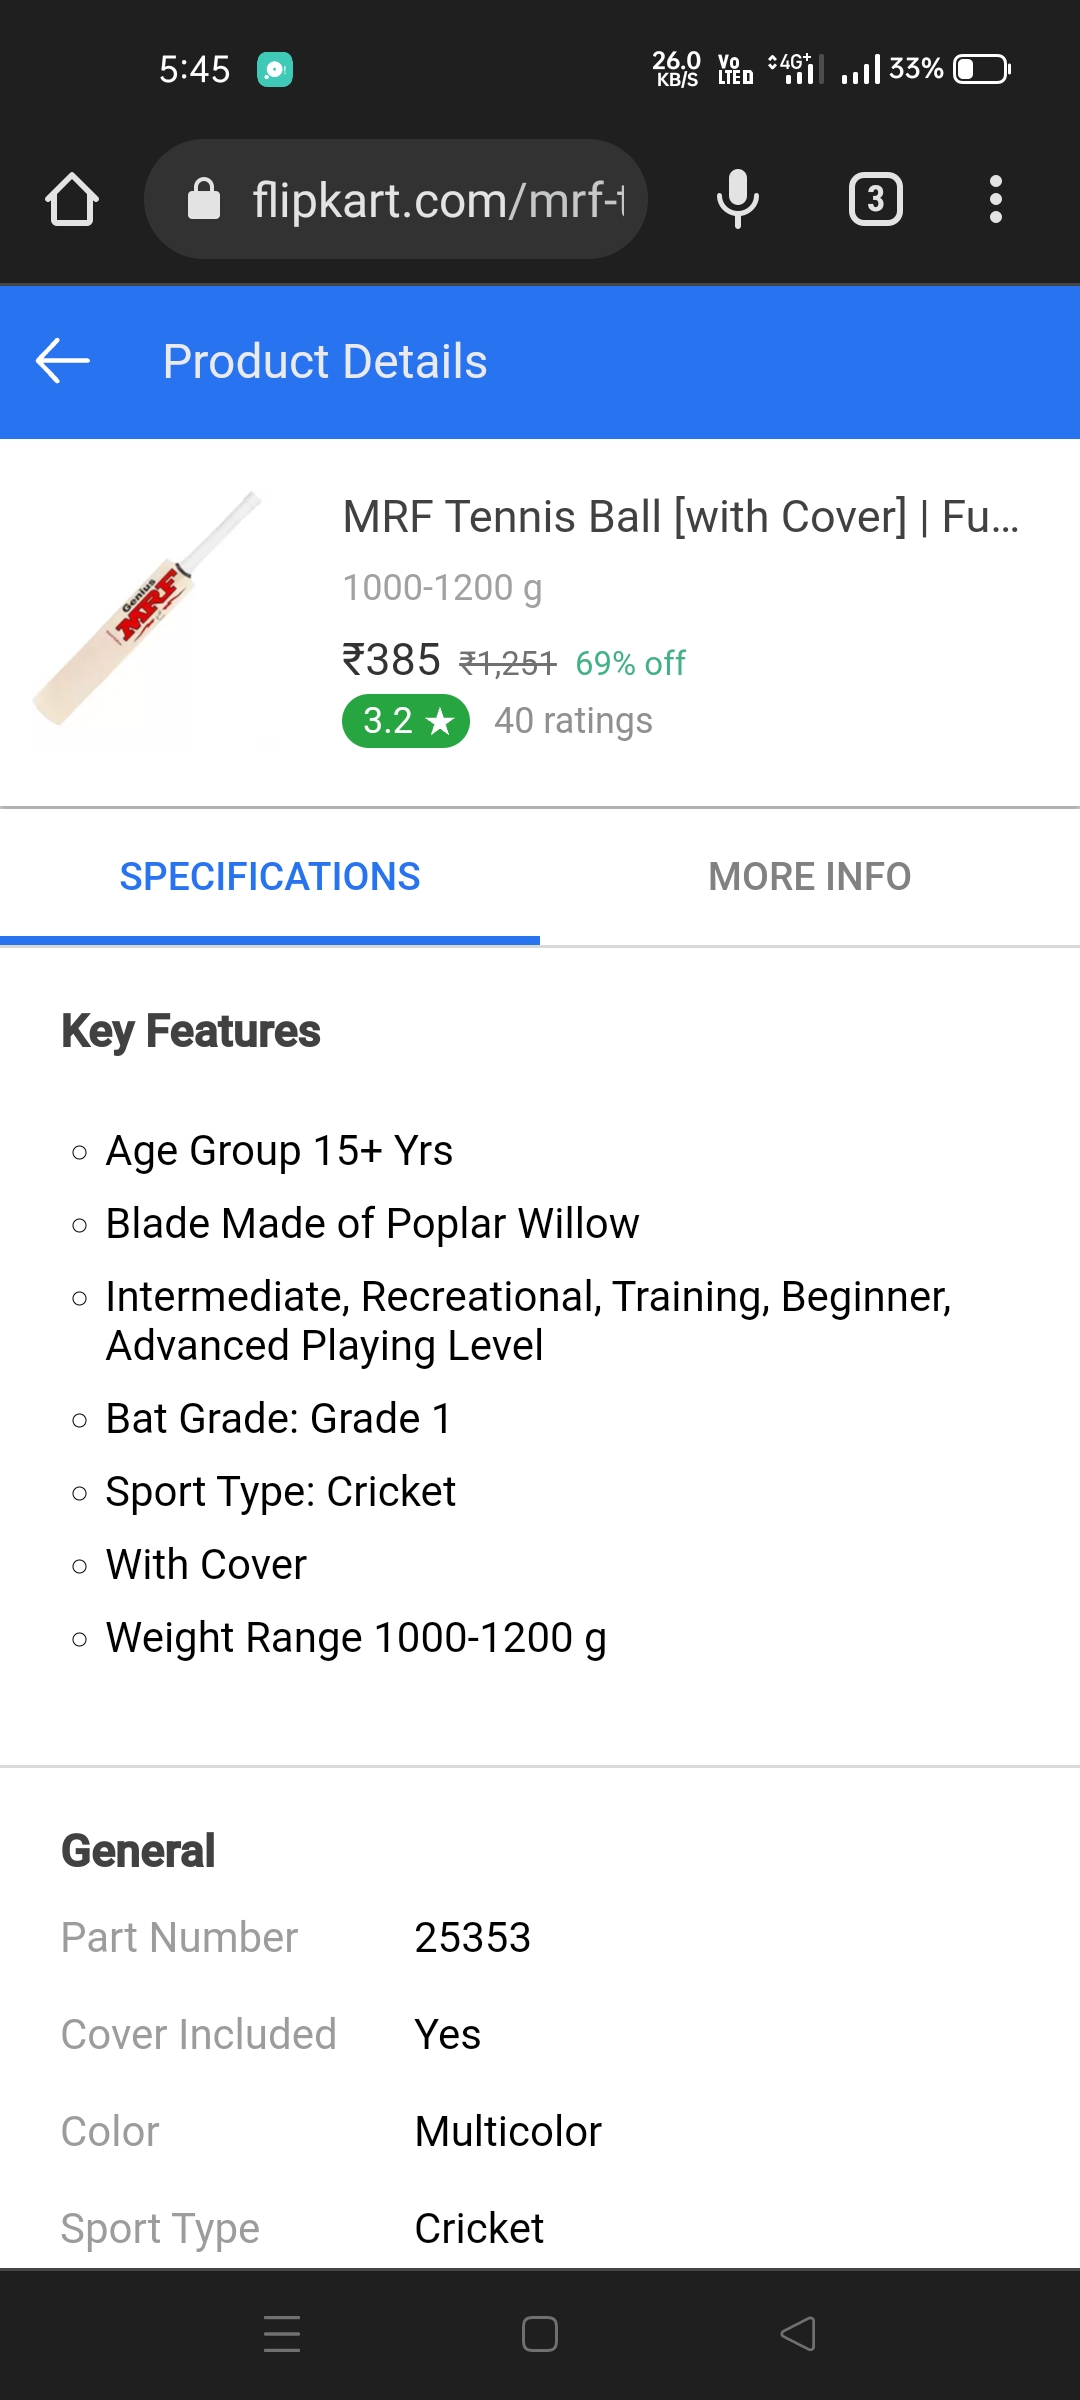 5:45
26.0 KB/S
Vo LTE
4G+
33%
flipkart.com/mrf-t
3
Product Details
Genius
MRF
MRF Tennis Ball [with Cover] | Fu...
1000-1200 g
₹385 ₹1,251 69% off
3.2 ★ 40 ratings
SPECIFICATIONS
MORE INFO
Key Features
Age Group 15+ Yrs
Blade Made of Poplar Willow
Intermediate, Recreational, Training, Beginner,
Advanced Playing Level
Bat Grade: Grade 1
Sport Type: Cricket
With Cover
Weight Range 1000-1200 g
General
Part Number 25353
Cover Included Yes
Color Multicolor
Sport Type Cricket